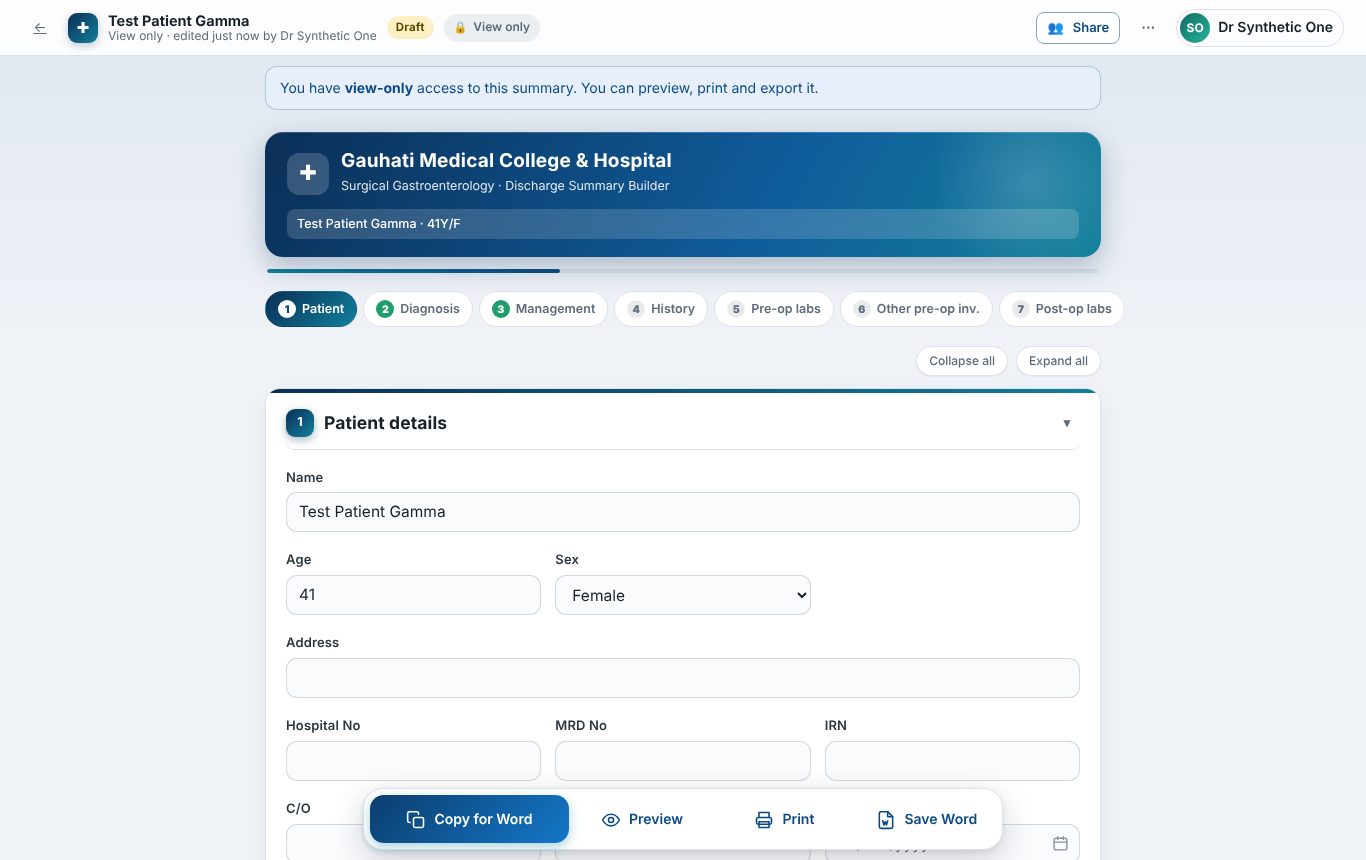 Test Patient Gamma
View only · edited just now by Dr Synthetic One
Draft
View only
Share
SO
Dr Synthetic One
You have view-only access to this summary. You can preview, print and export it.
Gauhati Medical College & Hospital
Surgical Gastroenterology · Discharge Summary Builder
Test Patient Gamma · 41Y/F
1 Patient
2 Diagnosis
3 Management
4 History
5 Pre-op labs
6 Other pre-op inv.
7 Post-op labs
Collapse all
Expand all
1 Patient details
Name
Test Patient Gamma
Age
Sex
41
Female
Address
Hospital No
MRD No
IRN
C/O
Copy for Word
Preview
Print
Save Word